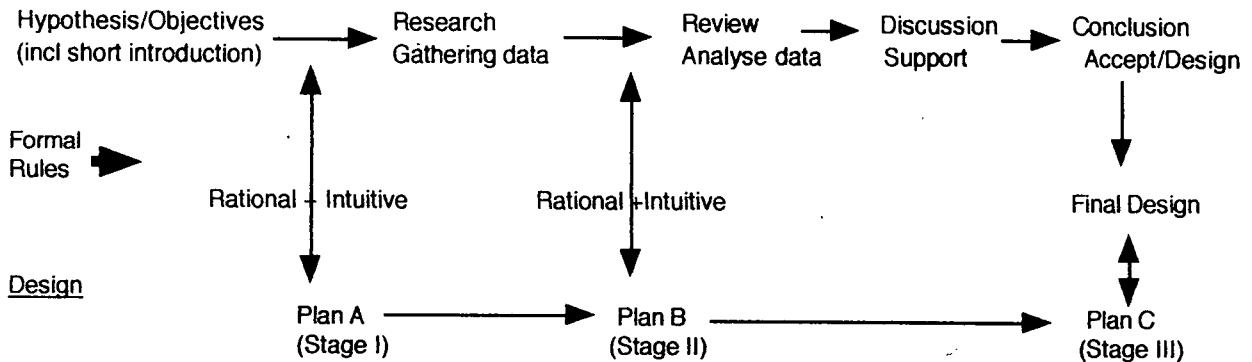 Hypothesis/Objectives
(incl short introduction)
Research
Gathering data
Review
Analyse data
Discussion
Support
Conclusion
Accept/Design
Formal
Rules
Rational + Intuitive
Rational +Intuitive
Final Design
Design
Plan A
(Stage I)
Plan B
(Stage II)
Plan C
(Stage III)